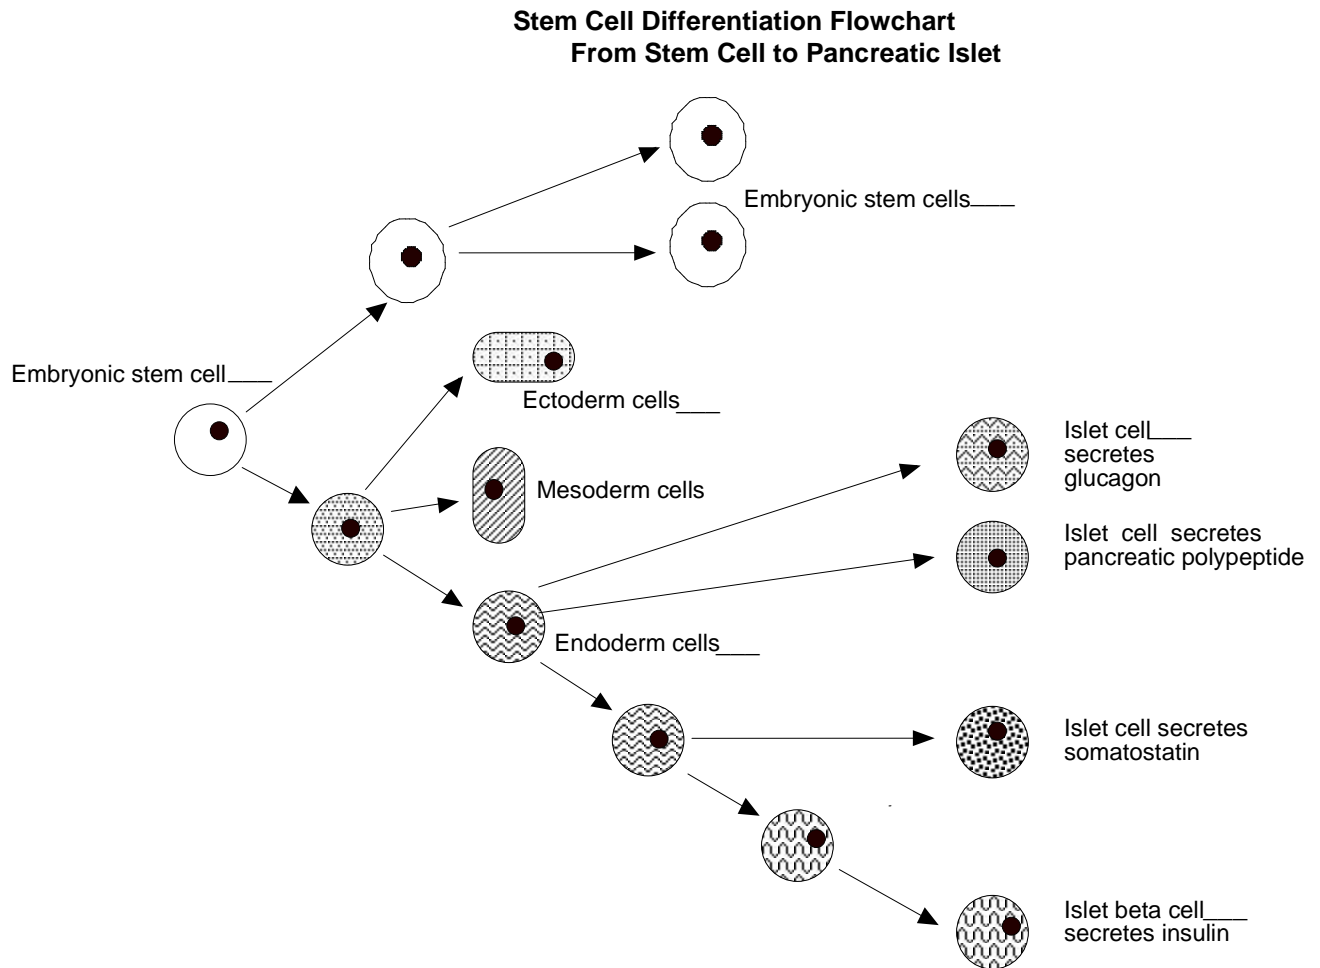 Stem Cell Differentiation Flowchart
From Stem Cell to Pancreatic Islet
Embryonic stem cells___
Embryonic stem cell___
Ectoderm cells___
Islet cell___
secretes
glucagon
Mesoderm cells
Islet cell secretes
pancreatic polypeptide
Endoderm cells___
Islet cell secretes
somatostatin
Islet beta cell___
secretes insulin